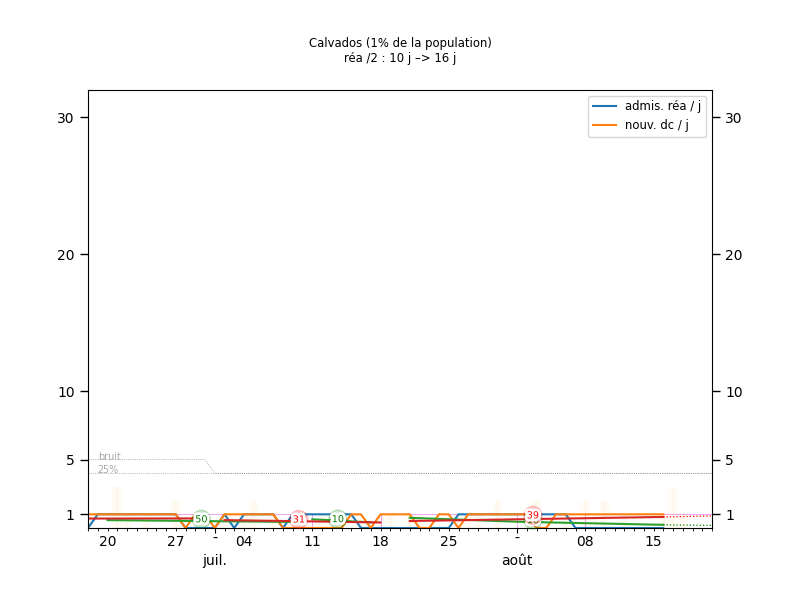 Calvados (1% de la population)
réa /2 : 10 j –> 16 j
admis. réa / j
nouv. dc / j
30
30
20
20
10
10
bruit
5
5
25%
1
1
50
31
10
39
20 27 - 04 11 18 25 - 08 15
juil. août